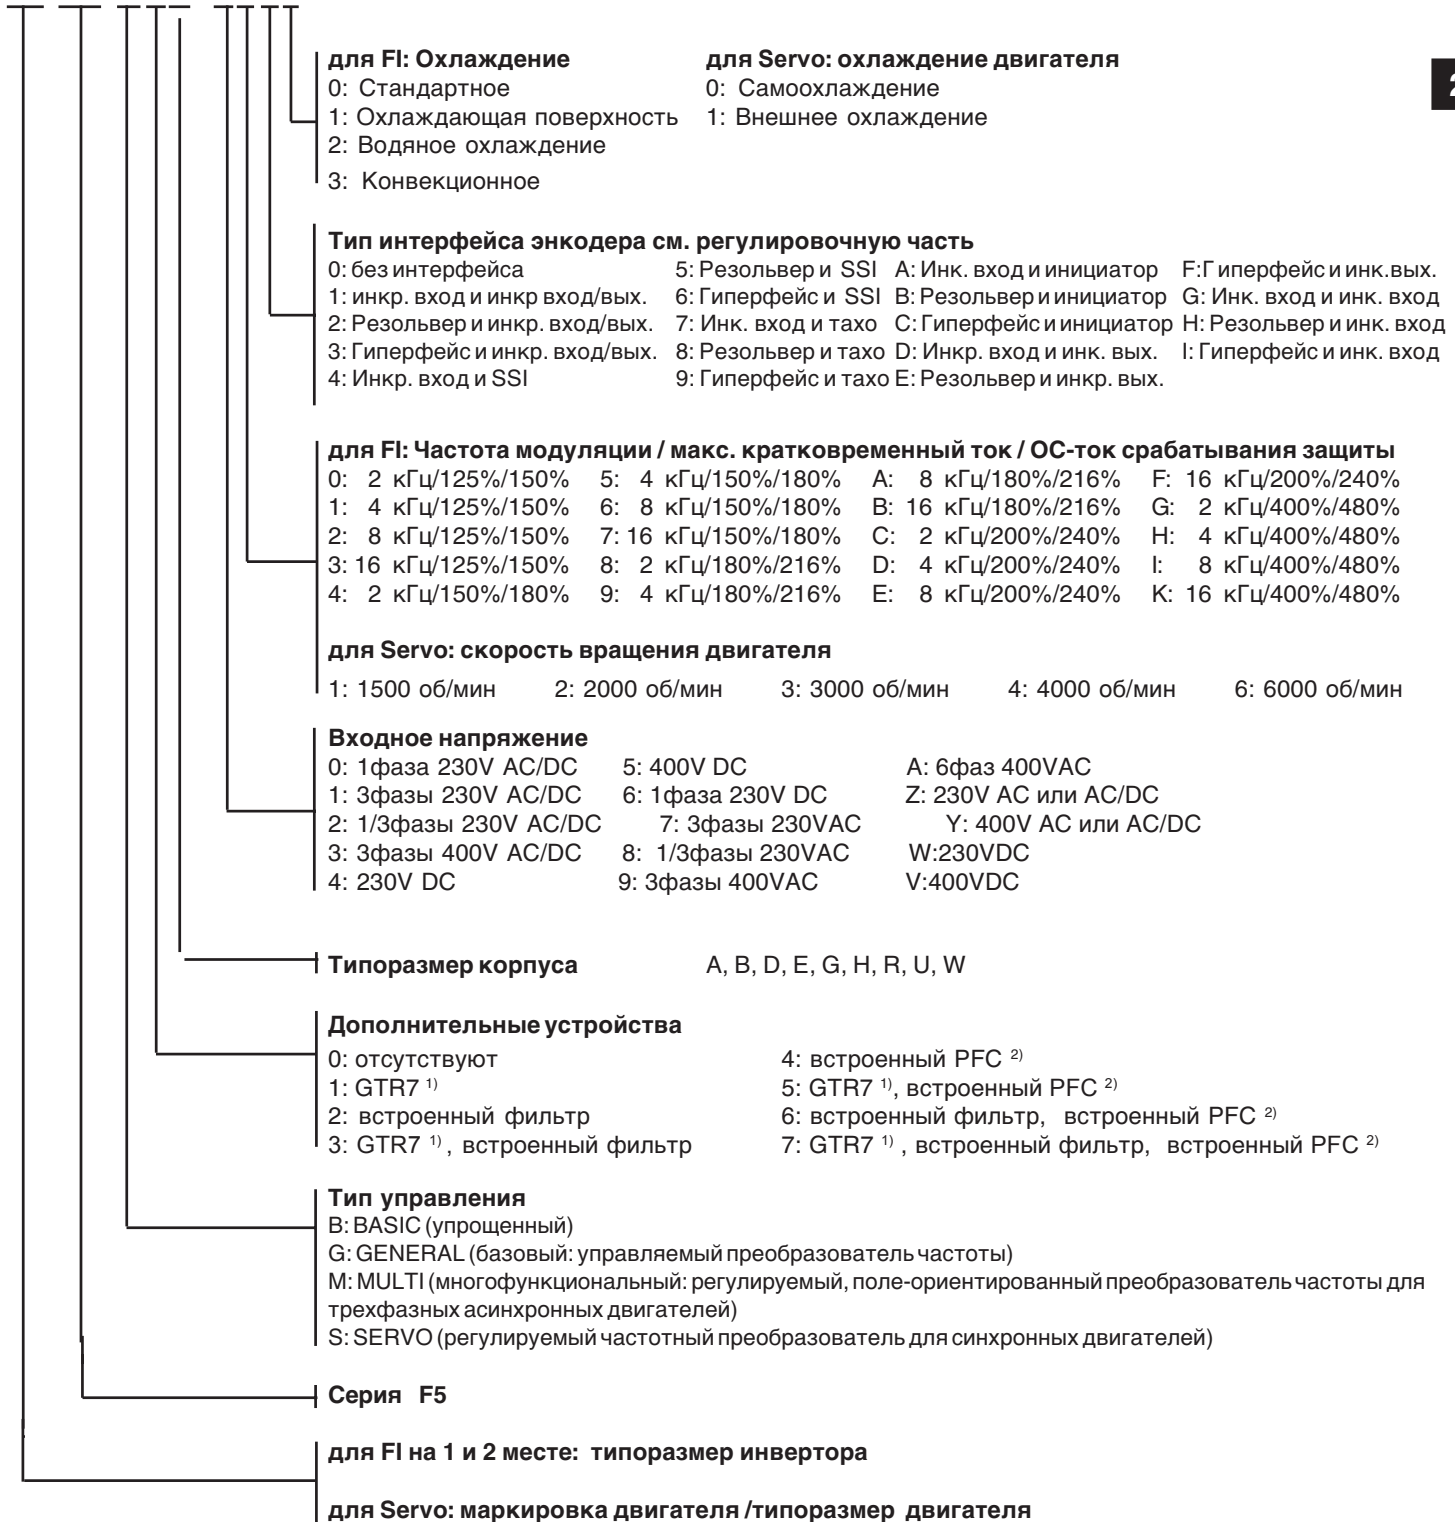 для FI: Охлаждение для Servo: охлаждение двигателя
0: Стандартное 0: Самоохлаждение
1: Охлаждающая поверхность 1: Внешнее охлаждение
2: Водяное охлаждение
3: Конвекционное
Тип интерфейса энкодера см. регулировочную часть
0: без интерфейса 5: Резольвер и SSI A: Инк. вход и инициатор F:Г иперфейс и инк.вых.
1: инкр. вход и инкр вход/вых. 6: Гиперфейс и SSI B: Резольвер и инициатор G: Инк. вход и инк. вход
2: Резольвер и инкр. вход/вых. 7: Инк. вход и тахо C: Гиперфейс и инициатор H: Резольвер и инк. вход
3: Гиперфейс и инкр. вход/вых. 8: Резольвер и тахо D: Инкр. вход и инк. вых. I: Гиперфейс и инк. вход
4: Инкр. вход и SSI 9: Гиперфейс и тахо E: Резольвер и инкр. вых.
для FI: Частота модуляции / макс. кратковременный ток / ОС-ток срабатывания защиты
0: 2 кГц/125%/150% 5: 4 кГц/150%/180% A: 8 кГц/180%/216% F: 16 кГц/200%/240%
1: 4 кГц/125%/150% 6: 8 кГц/150%/180% B: 16 кГц/180%/216% G: 2 кГц/400%/480%
2: 8 кГц/125%/150% 7: 16 кГц/150%/180% C: 2 кГц/200%/240% H: 4 кГц/400%/480%
3: 16 кГц/125%/150% 8: 2 кГц/180%/216% D: 4 кГц/200%/240% I: 8 кГц/400%/480%
4: 2 кГц/150%/180% 9: 4 кГц/180%/216% E: 8 кГц/200%/240% K: 16 кГц/400%/480%
для Servo: скорость вращения двигателя
1: 1500 об/мин 2: 2000 об/мин 3: 3000 об/мин 4: 4000 об/мин 6: 6000 об/мин
Входное напряжение
0: 1фаза 230V AC/DC 5: 400V DC A: 6фаз 400VAC
1: 3фазы 230V AC/DC 6: 1фаза 230V DC Z: 230V AC или AC/DC
2: 1/3фазы 230V AC/DC 7: 3фазы 230VAC Y: 400V AC или AC/DC
3: 3фазы 400V AC/DC 8: 1/3фазы 230VAC W:230VDC
4: 230V DC 9: 3фазы 400VAC V:400VDC
Типоразмер корпуса A, B, D, E, G, H, R, U, W
Дополнительные устройства
0: отсутствуют 4: встроенный PFC 2)
1: GTR7 1) 5: GTR7 1), встроенный PFC 2)
2: встроенный фильтр 6: встроенный фильтр, встроенный PFC 2)
3: GTR7 1) , встроенный фильтр 7: GTR7 1) , встроенный фильтр, встроенный PFC 2)
Тип управления
B: BASIC (упрощенный)
G: GENERAL (базовый: управляемый преобразователь частоты)
M: MULTI (многофункциональный: регулируемый, поле-ориентированный преобразователь частоты для
трехфазных асинхронных двигателей)
S: SERVO (регулируемый частотный преобразователь для синхронных двигателей)
Серия F5
для FI на 1 и 2 месте: типоразмер инвертора
для Servo: маркировка двигателя /типоразмер двигателя